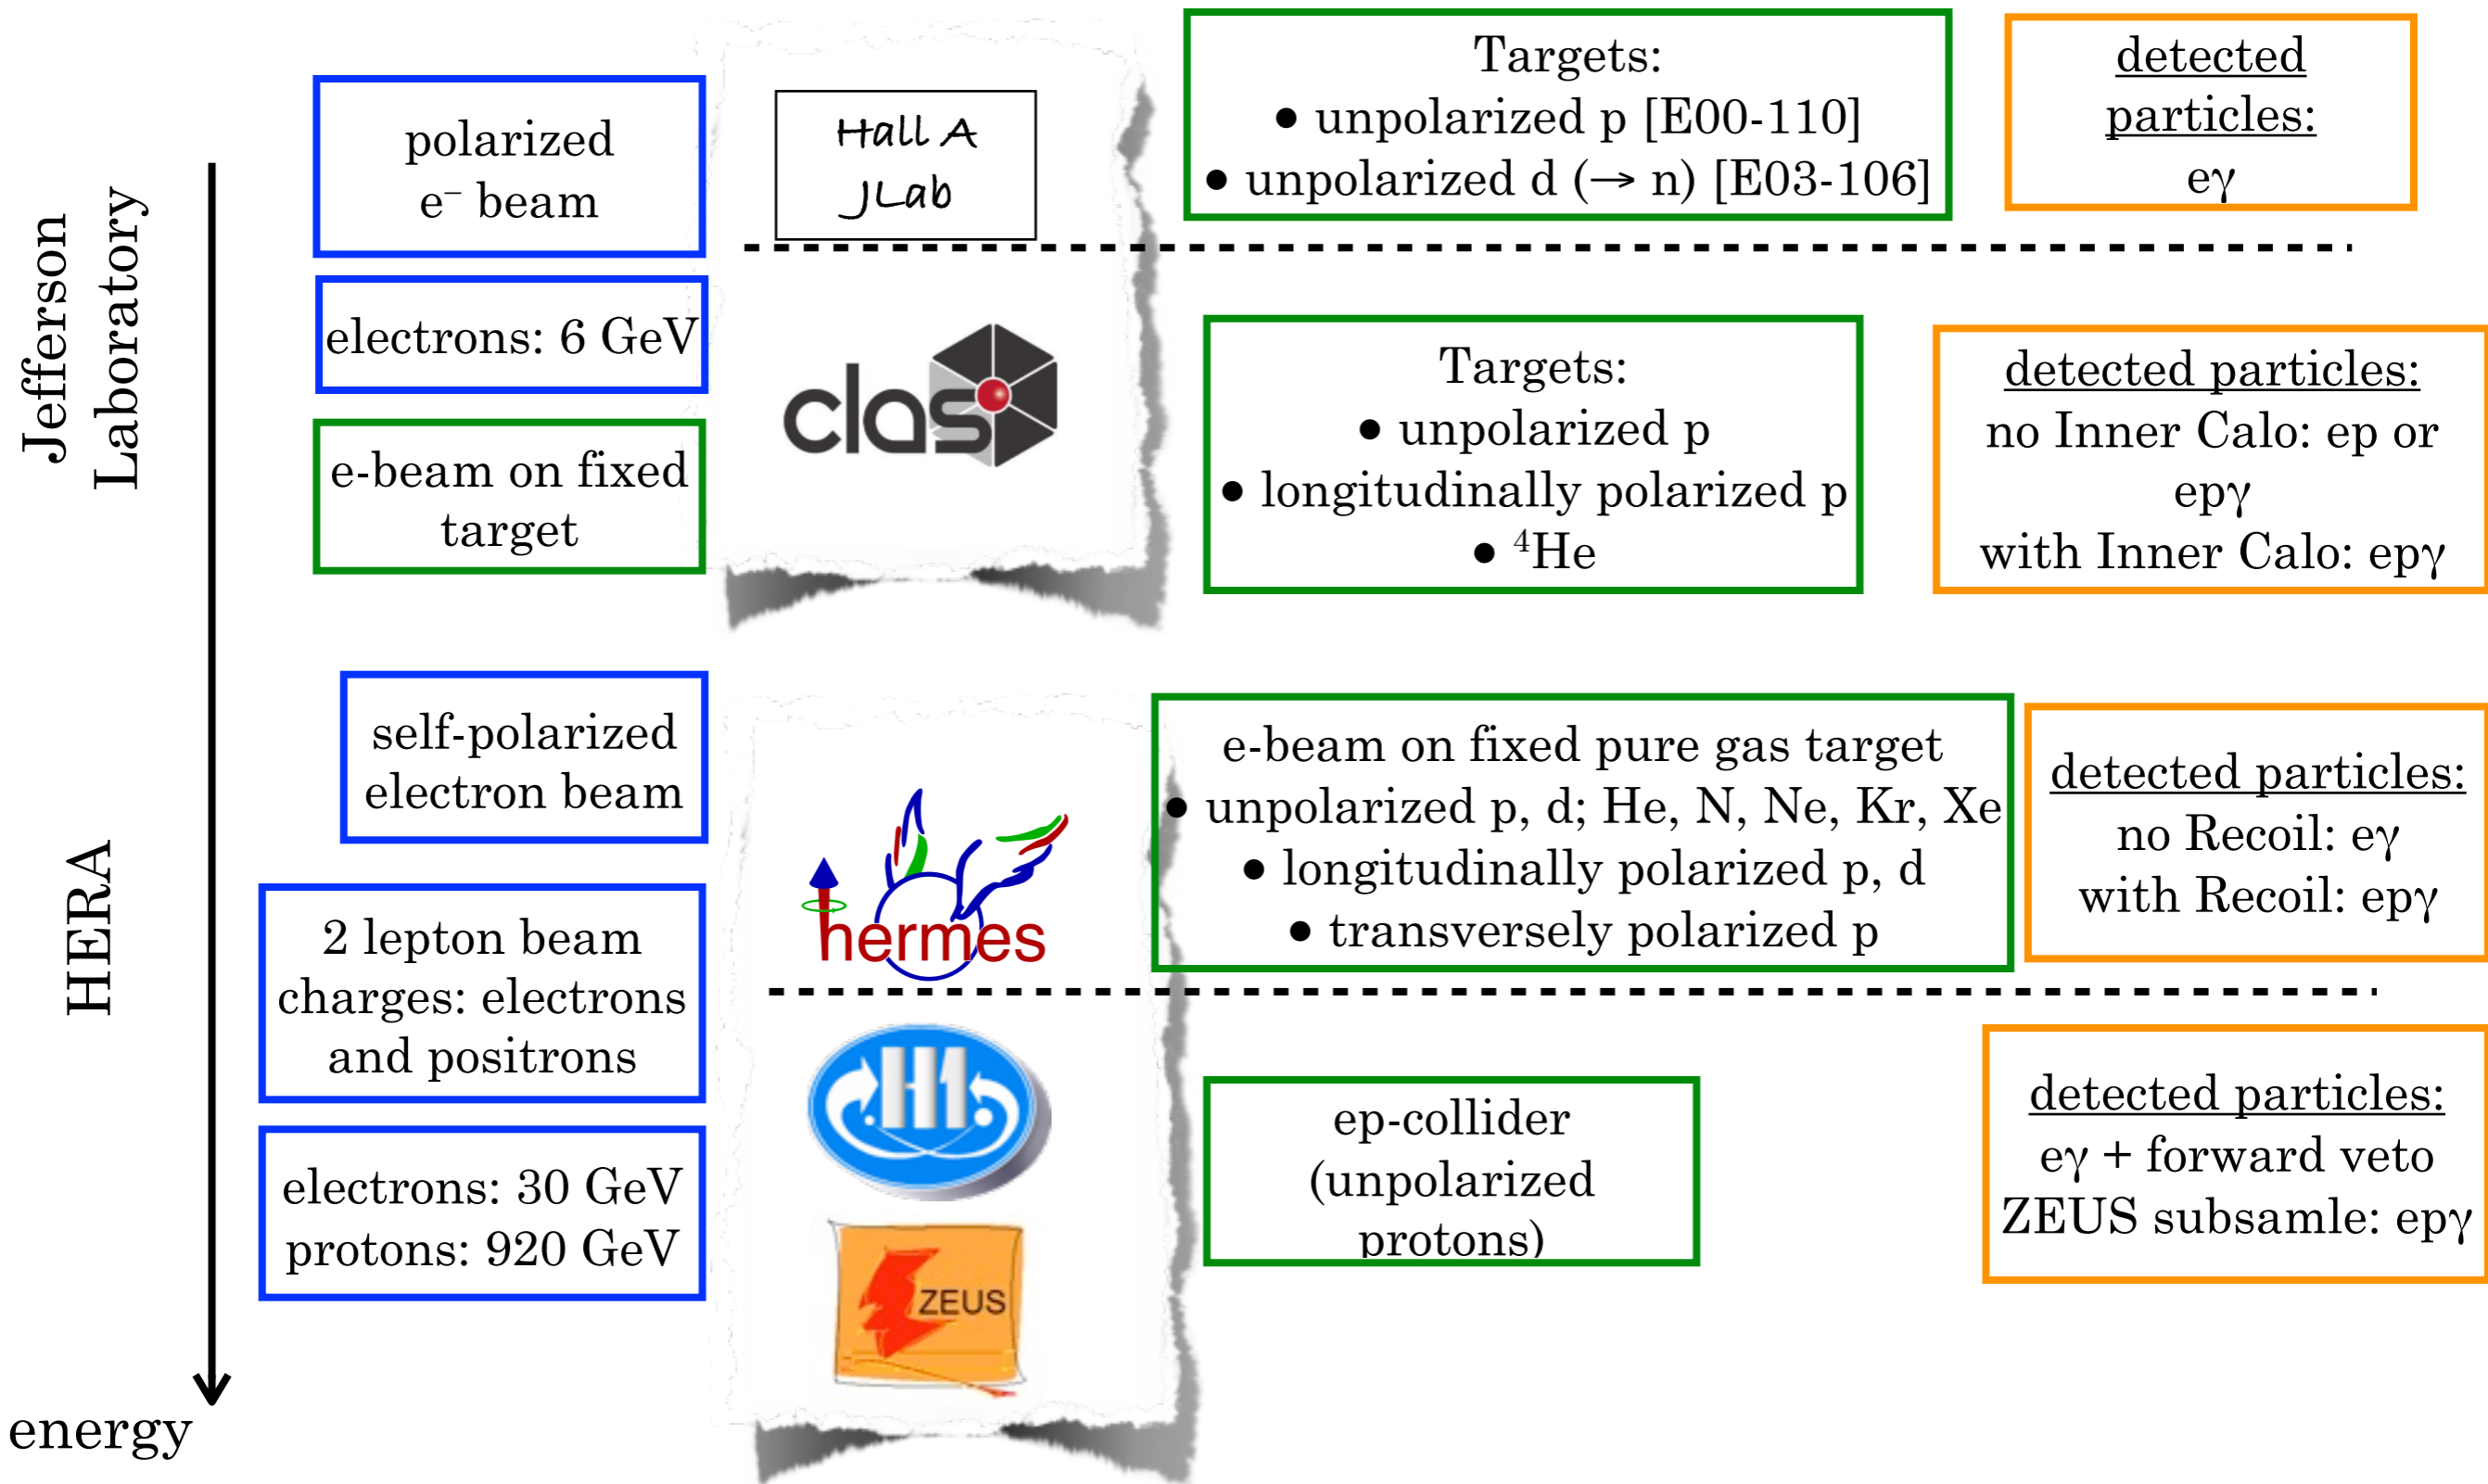 Jefferson
Laboratory
polarized
e⁻ beam
electrons: 6 GeV
e-beam on fixed
target
Hall A
JLab
Targets:
● unpolarized p [E00-110]
● unpolarized d (→ n) [E03-106]
detected
particles:
eγ
clas
Targets:
● unpolarized p
● longitudinally polarized p
● ⁴He
detected particles:
no Inner Calo: ep or
epγ
with Inner Calo: epγ
HERA
self-polarized
electron beam
2 lepton beam
charges: electrons
and positrons
electrons: 30 GeV
protons: 920 GeV
hermes
e-beam on fixed pure gas target
● unpolarized p, d; He, N, Ne, Kr, Xe
● longitudinally polarized p, d
● transversely polarized p
detected particles:
no Recoil: eγ
with Recoil: epγ
H1
ZEUS
ep-collider
(unpolarized
protons)
detected particles:
eγ + forward veto
ZEUS subsamle: epγ
energy